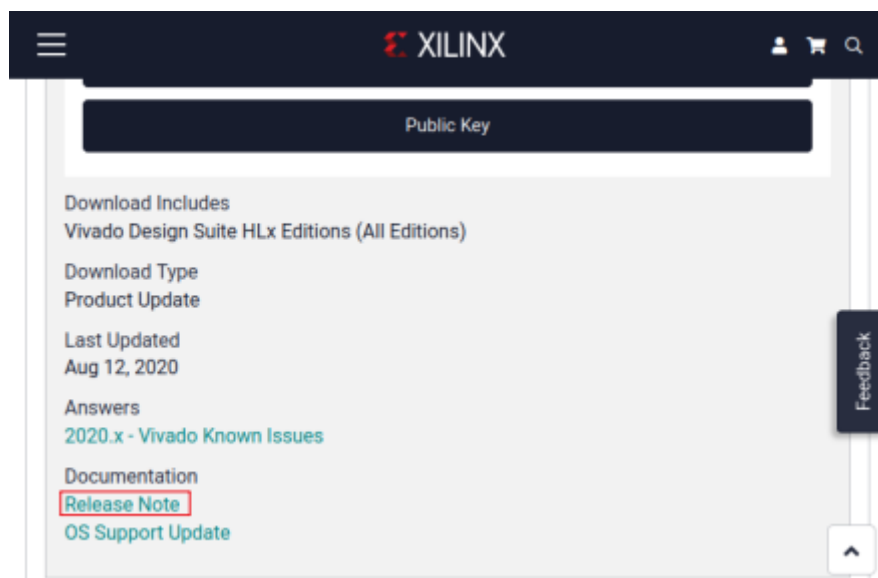 XILINX
Public Key
Download Includes
Vivado Design Suite HLx Editions (All Editions)
Download Type
Product Update
Last Updated
Aug 12, 2020
Answers
2020.x - Vivado Known Issues
Documentation
Release Note
OS Support Update
Feedback